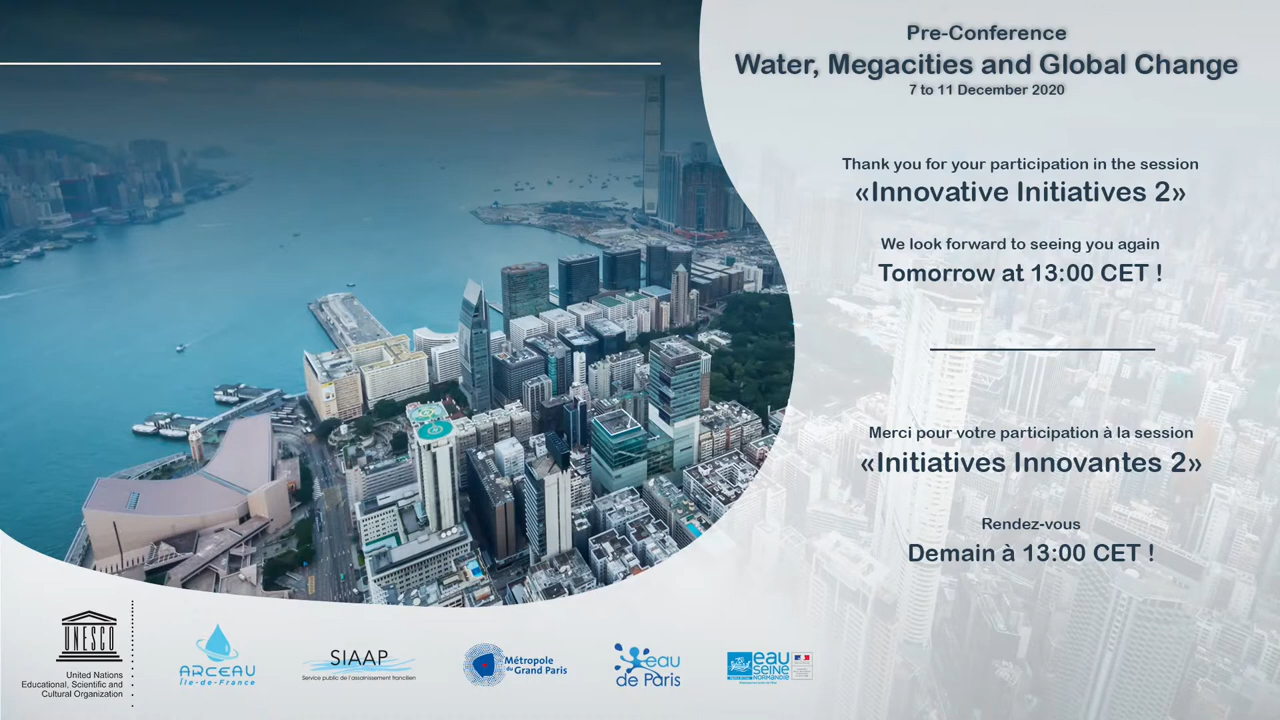 Pre-Conference
Water, Megacities and Global Change
7 to 11 December 2020
Thank you for your participation in the session
«Innovative Initiatives 2»
We look forward to seeing you again
Tomorrow at 13:00 CET !
Merci pour votre participation à la session
«Initiatives Innovantes 2»
Rendez-vous
Demain à 13:00 CET !
UNESCO
United Nations
Educational, Scientific and
Cultural Organization
ARCEAU
Île-de-France
SIAAP
Service public de l'assainissement francilien
Métropole
du Grand Paris
eau
de Paris
eau
SEINE
NORMANDIE